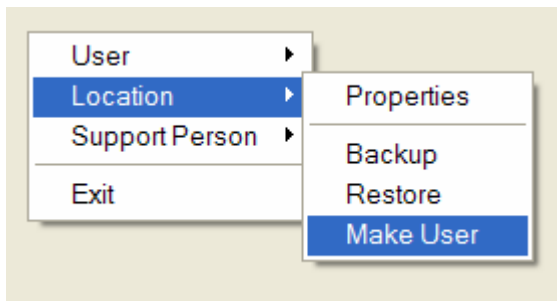 User
Location
Support Person
Exit
Properties
Backup
Restore
Make User